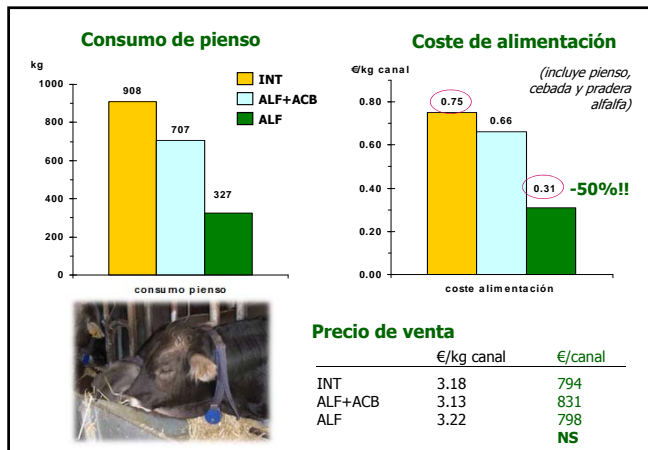 Consumo de pienso
kg
1000
800
600
400
200
0
908
707
327
INT
ALF+ACB
ALF
consumo pienso
Coste de alimentación
€/kg canal
(incluye pienso,
cebada y pradera
alfalfa)
0.80
0.60
0.40
0.20
0.00
0.75
0.66
0.31
-50%!!
coste alimentación
Precio de venta
€/kg canal €/canal
INT 3.18 794
ALF+ACB 3.13 831
ALF 3.22 798
NS